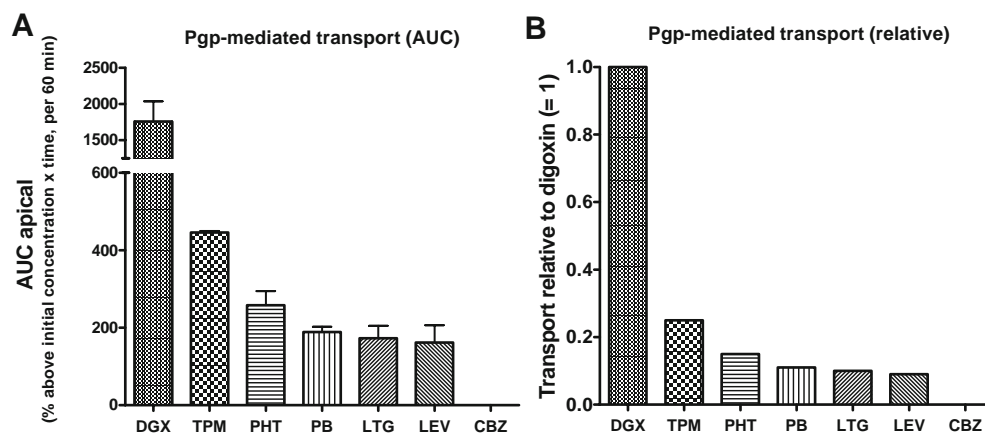 A
Pgp-mediated transport (AUC)
AUC apical
(% above initial concentration x time, per 60 min)
2500
2000
1500
600
400
200
0
DGX TPM PHT PB LTG LEV CBZ
B
Pgp-mediated transport (relative)
Transport relative to digoxin (= 1)
1.0
0.8
0.6
0.4
0.2
0.0
DGX TPM PHT PB LTG LEV CBZ